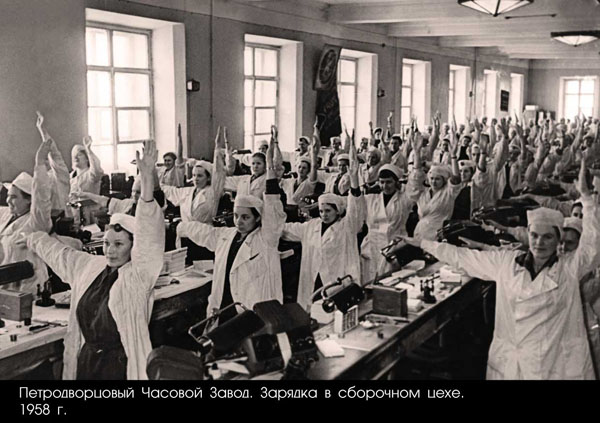 Петродворцовый Часовой Завод. Зарядка в сборочном цехе.
1958 г.